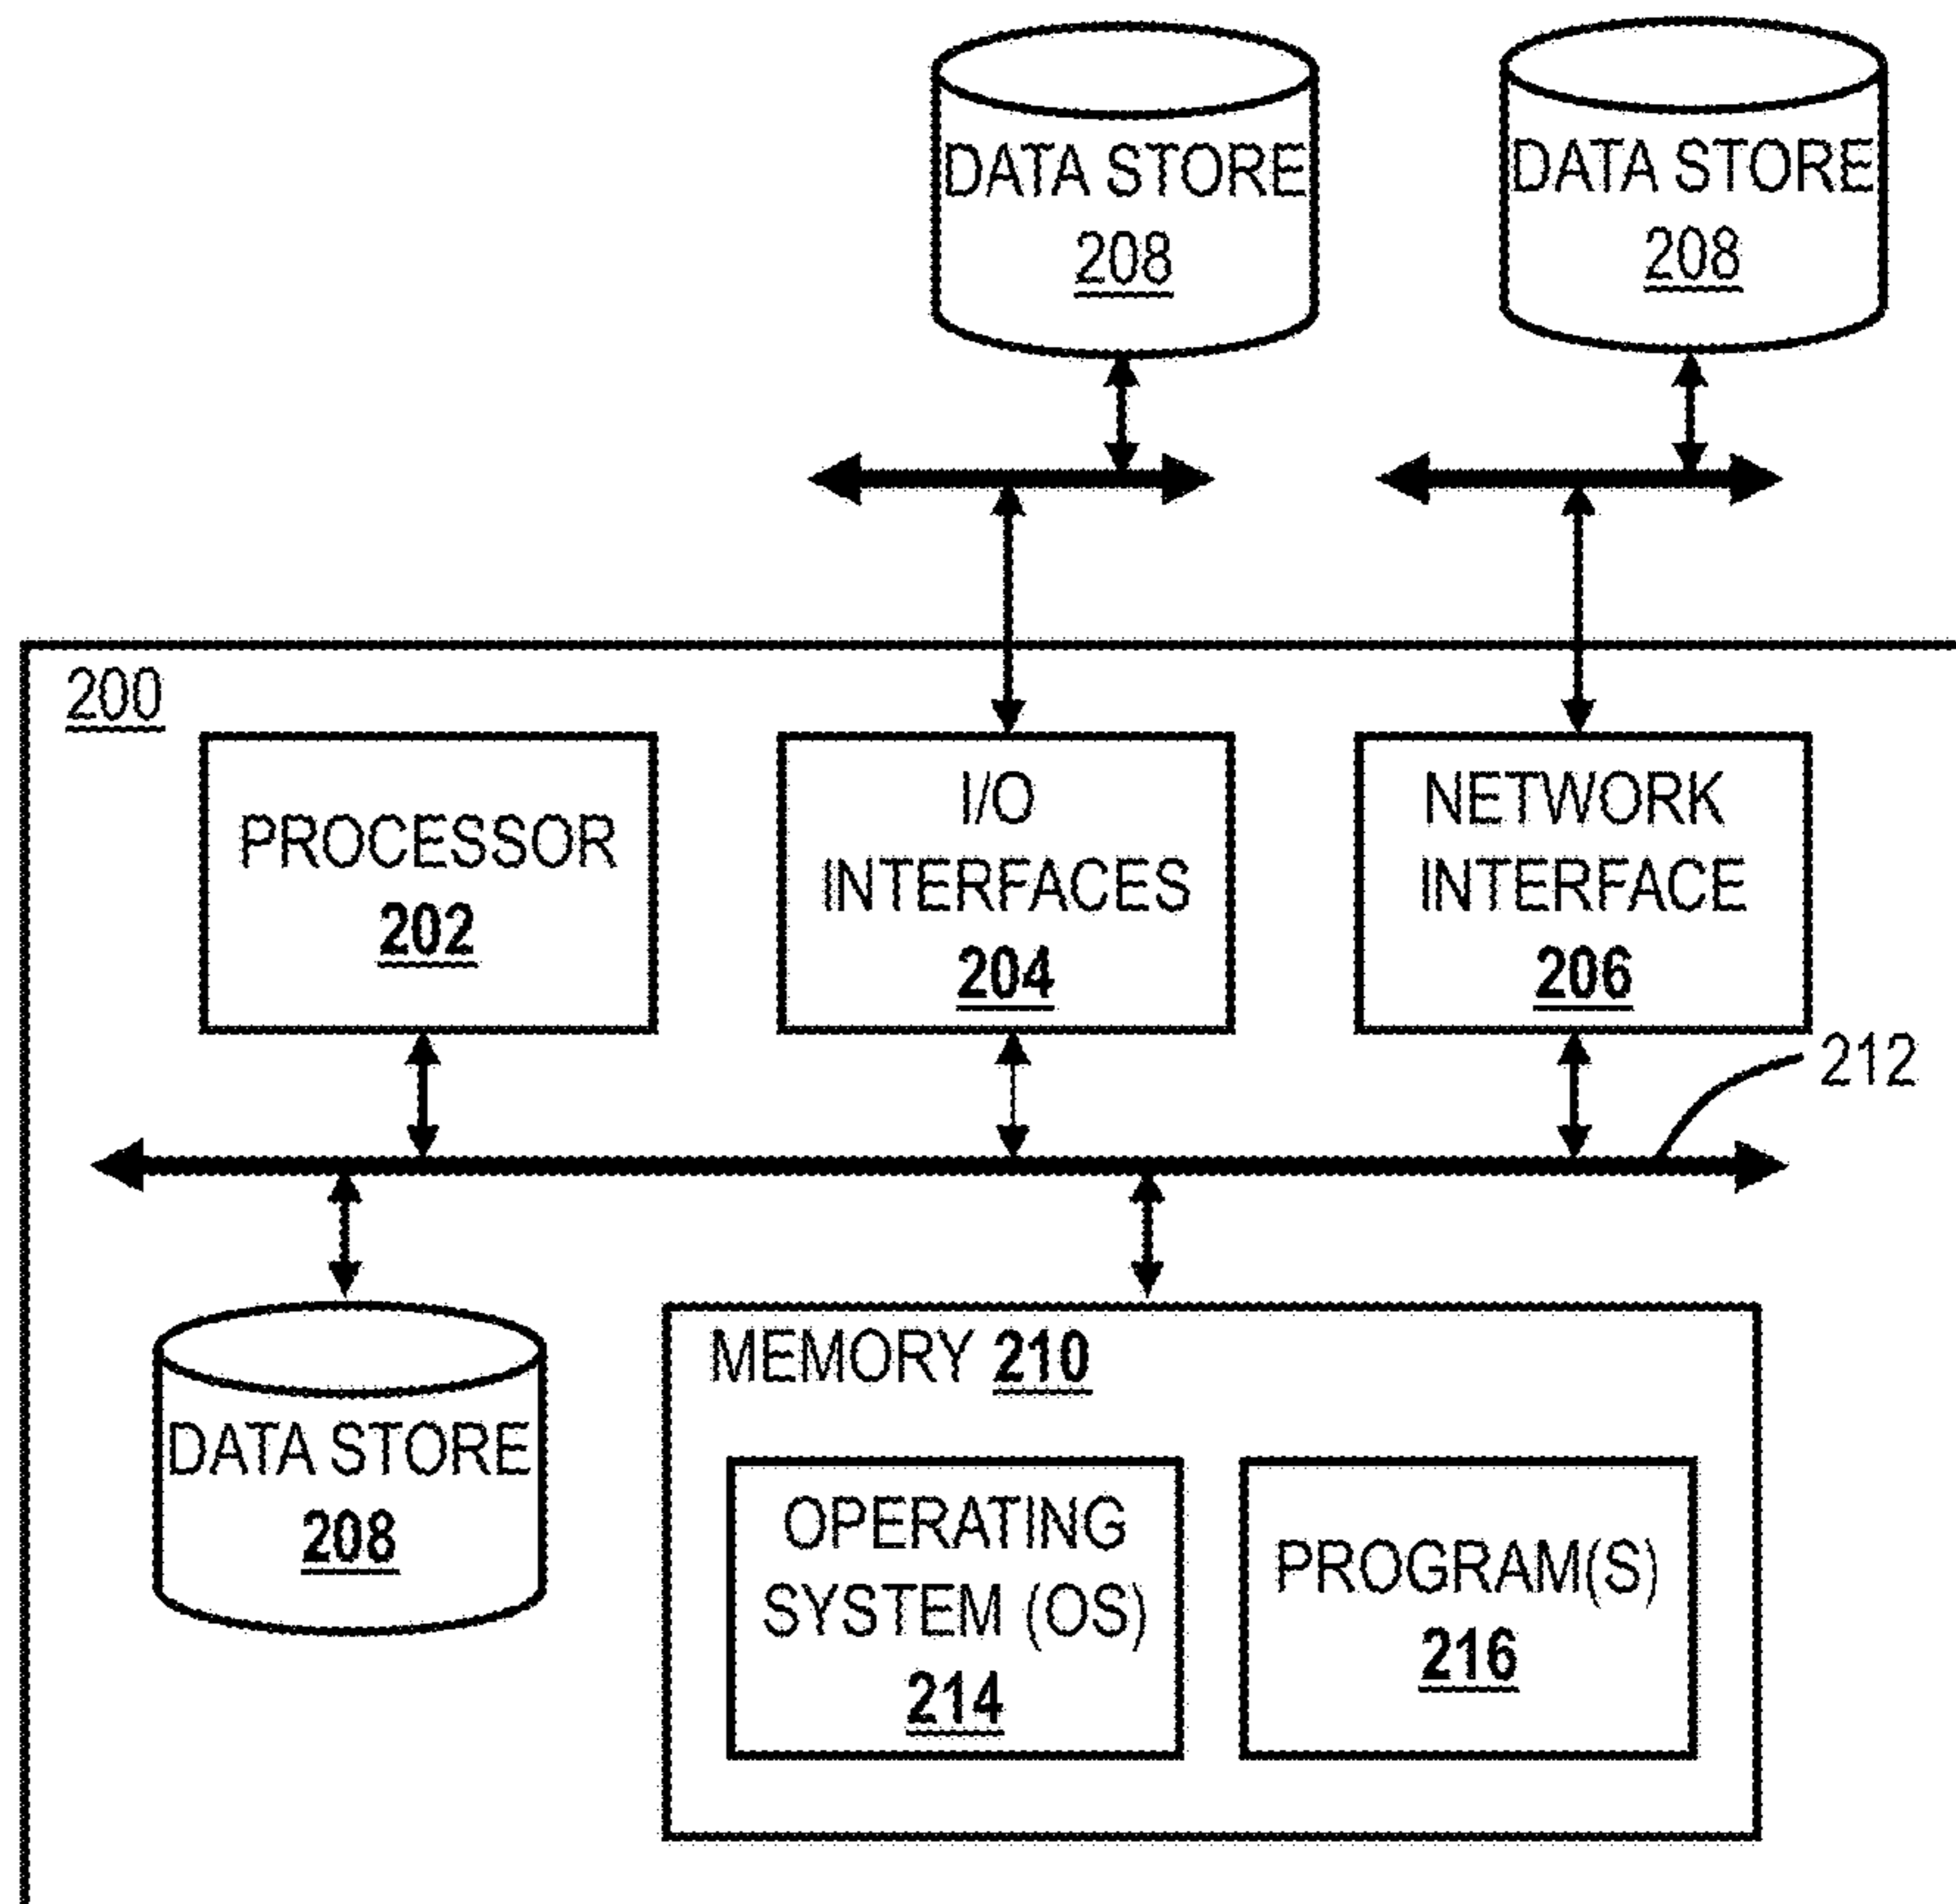 DATA STORE
208
DATA STORE
208
200
PROCESSOR
202
I/O
INTERFACES
204
NETWORK
INTERFACE
206
212
DATA STORE
208
MEMORY 210
OPERATING
SYSTEM (OS)
214
PROGRAM(S)
216